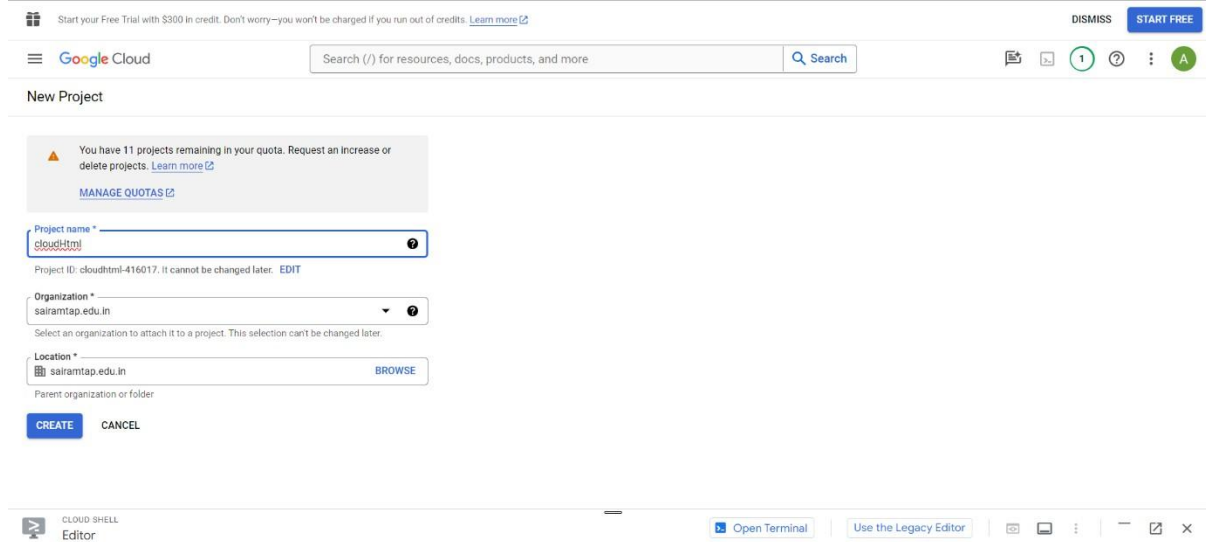 Start your Free Trial with $300 in credit. Don't worry—you won't be charged if you run out of credits. Learn more
DISMISS
START FREE
Google Cloud
Search (/) for resources, docs, products, and more
Search
1
A
New Project
You have 11 projects remaining in your quota. Request an increase or
delete projects. Learn more
MANAGE QUOTAS
Project name *
cloudHtml
Project ID: cloudhtml-416017. It cannot be changed later. EDIT
Organization *
sairamtap.edu.in
Select an organization to attach it to a project. This selection can't be changed later.
Location *
sairamtap.edu.in
BROWSE
Parent organization or folder
CREATE
CANCEL
CLOUD SHELL
Editor
Open Terminal
Use the Legacy Editor